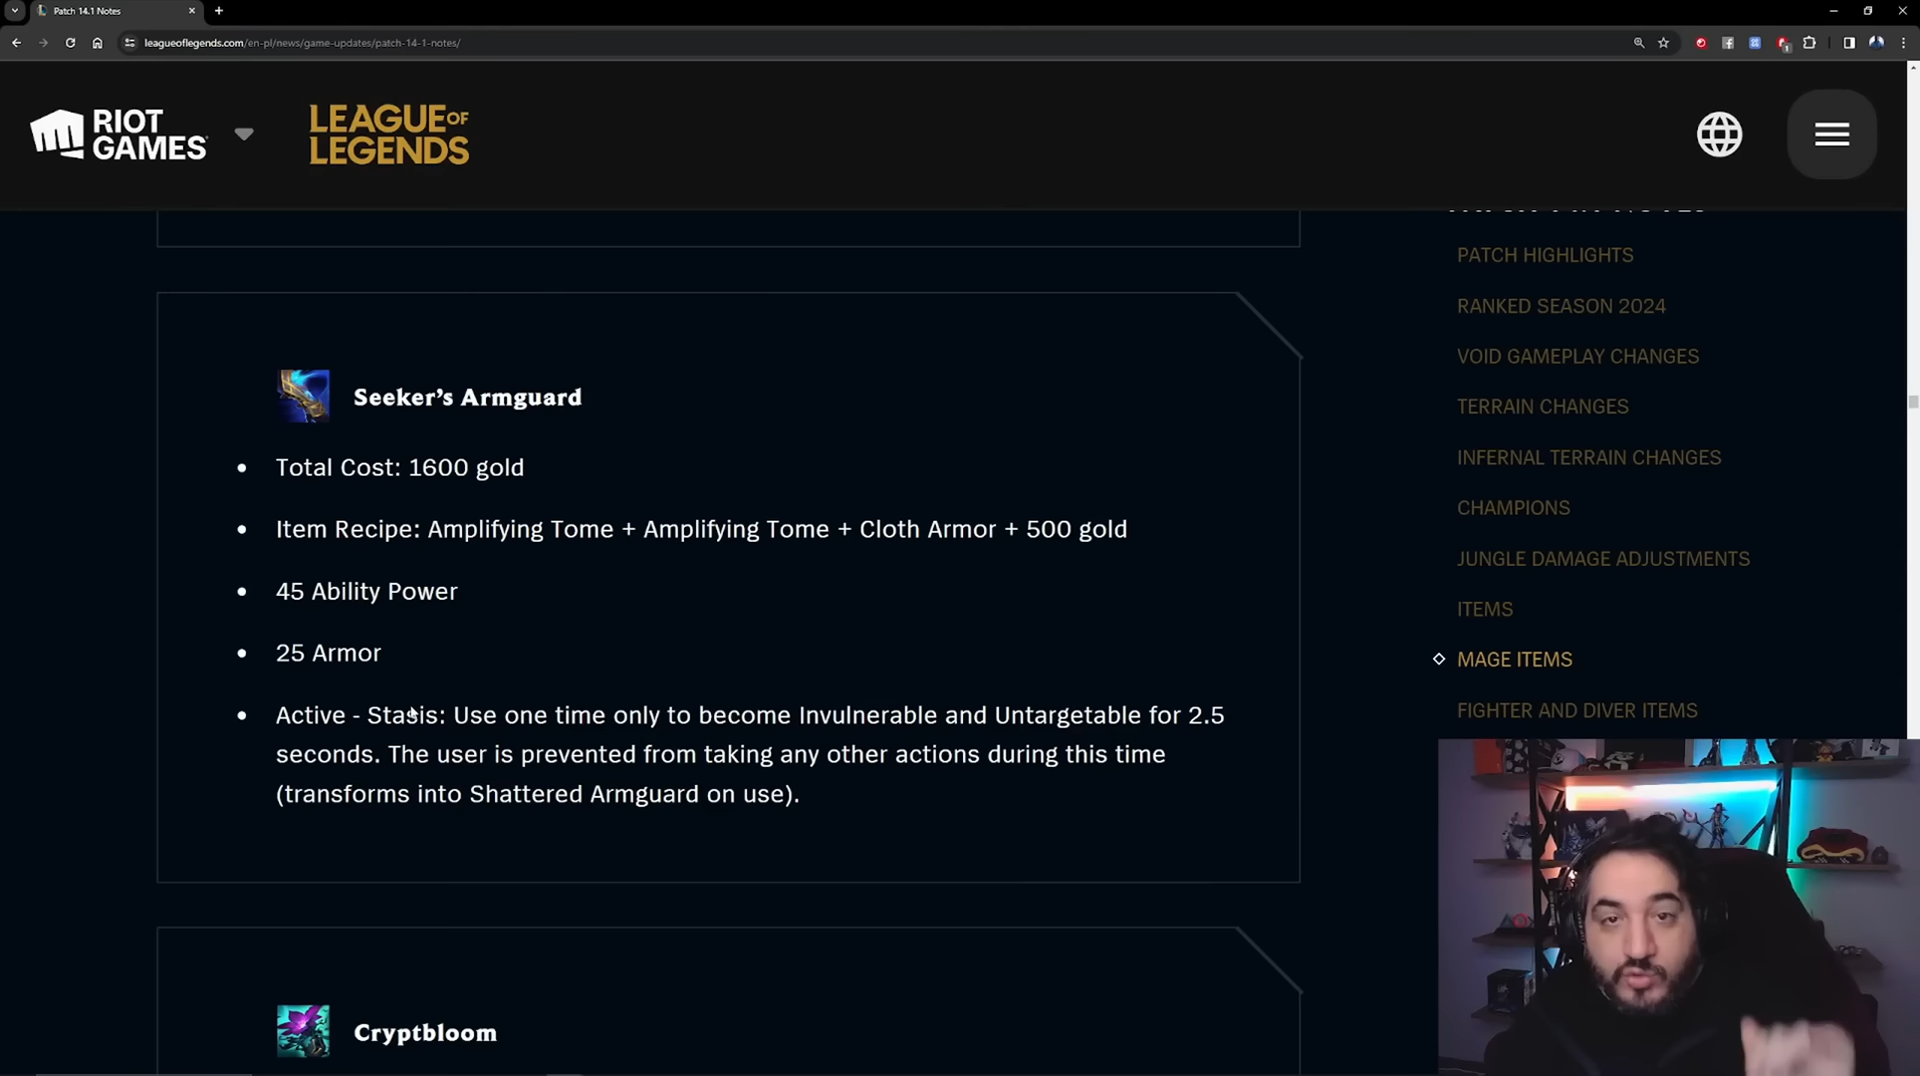 Patch 14.1 Notes
leagueoflegends.com/en-pl/news/game-updates/patch-14-1-notes/
RIOT
GAMES
LEAGUE OF
LEGENDS
PATCH HIGHLIGHTS
RANKED SEASON 2024
VOID GAMEPLAY CHANGES
TERRAIN CHANGES
INFERNAL TERRAIN CHANGES
CHAMPIONS
JUNGLE DAMAGE ADJUSTMENTS
ITEMS
MAGE ITEMS
FIGHTER AND DIVER ITEMS
Seeker's Armguard
Total Cost: 1600 gold
Item Recipe: Amplifying Tome + Amplifying Tome + Cloth Armor + 500 gold
45 Ability Power
25 Armor
Active - Stasis: Use one time only to become Invulnerable and Untargetable for 2.5
seconds. The user is prevented from taking any other actions during this time
(transforms into Shattered Armguard on use).
Cryptbloom